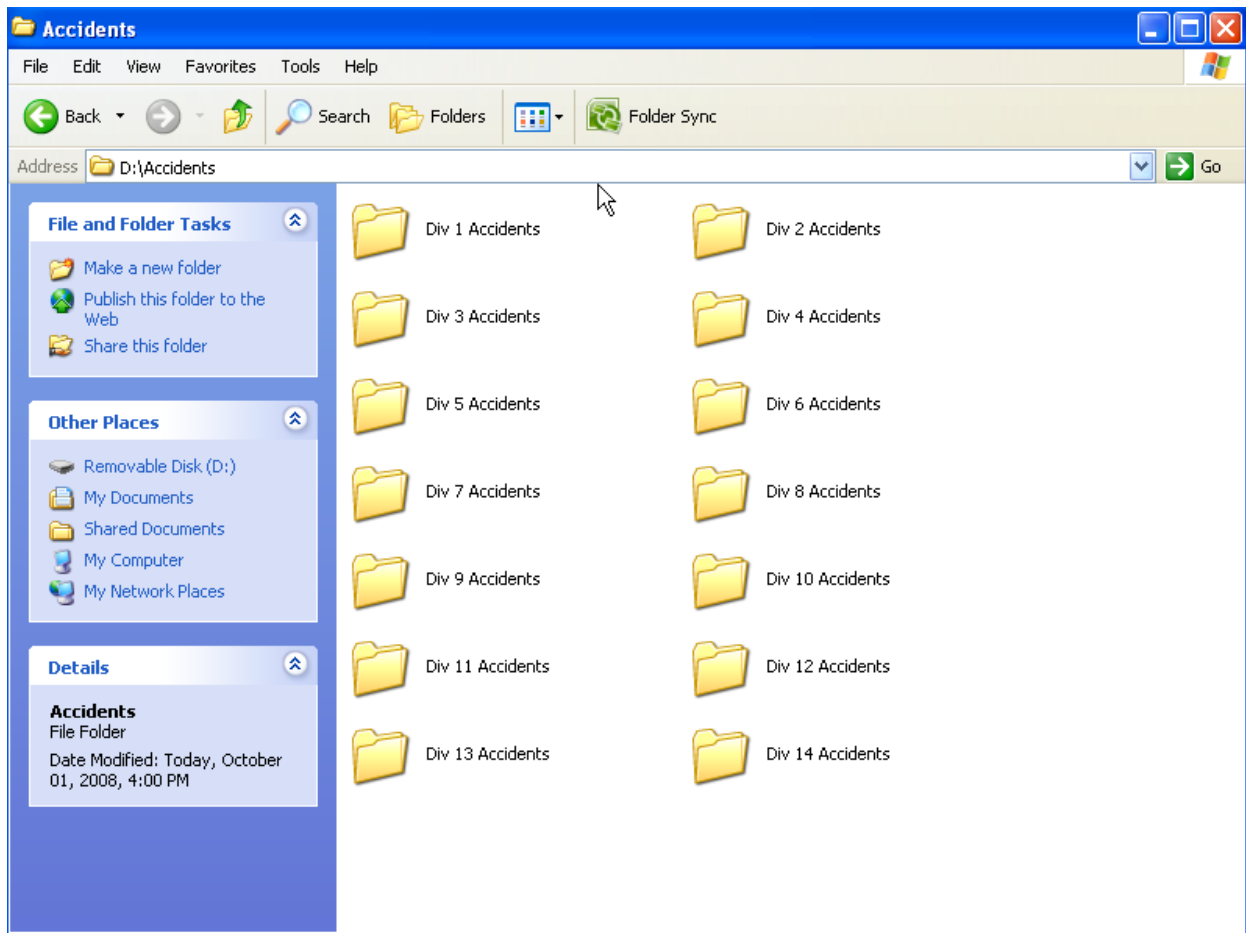 Accidents
File Edit View Favorites Tools Help
Back Search Folders Folder Sync
Address D:\Accidents Go
File and Folder Tasks
Make a new folder
Publish this folder to the
Web
Share this folder
Other Places
Removable Disk (D:)
My Documents
Shared Documents
My Computer
My Network Places
Details
Accidents
File Folder
Date Modified: Today, October
01, 2008, 4:00 PM
Div 1 Accidents Div 2 Accidents
Div 3 Accidents Div 4 Accidents
Div 5 Accidents Div 6 Accidents
Div 7 Accidents Div 8 Accidents
Div 9 Accidents Div 10 Accidents
Div 11 Accidents Div 12 Accidents
Div 13 Accidents Div 14 Accidents